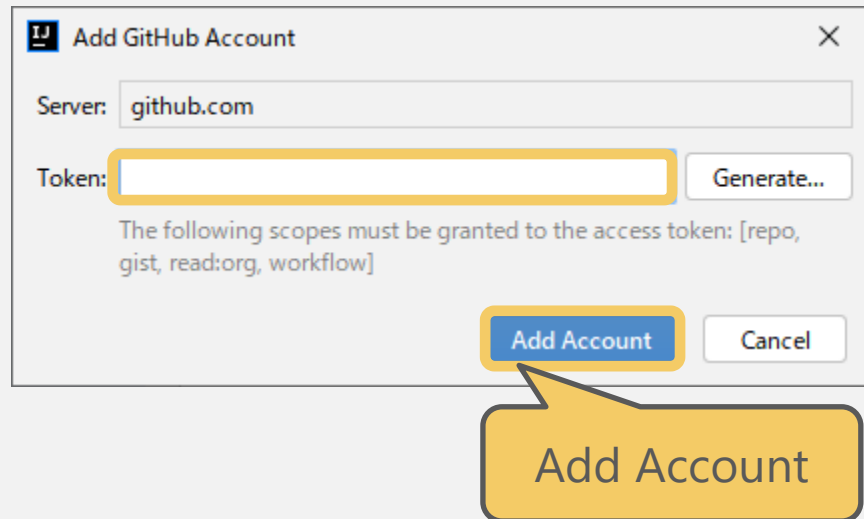 IJ
Add GitHub Account
Server: github.com
Token: Generate...
The following scopes must be granted to the access token: [repo,
gist, read:org, workflow]
Add Account Cancel
Add Account